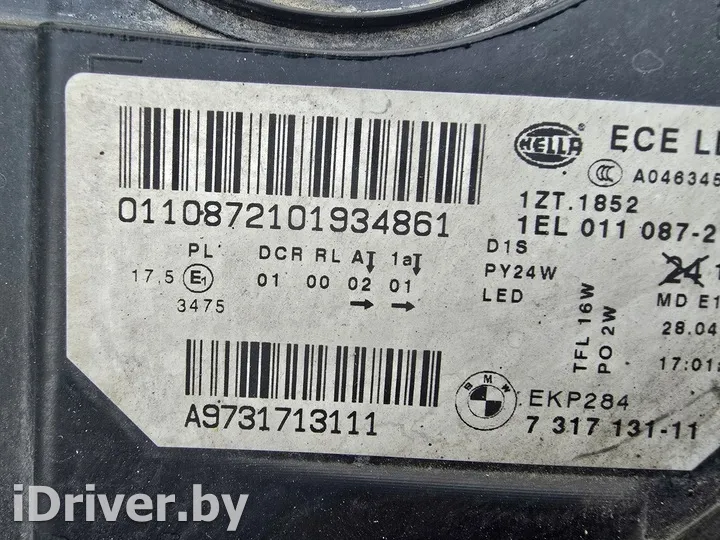 HELLA ECE
CCC A046345
0110872101934861
1ZT.1852
1EL 011 087-2
PL DCR RL A 1a
D1S
17,5 E1 01 00 02 01
PY24W 24
3475
LED
MD E1
TFL 16W
PO 2W
28.04
17:01
BMW EKP284
A9731713111
7 317 131-11
iDriver.by